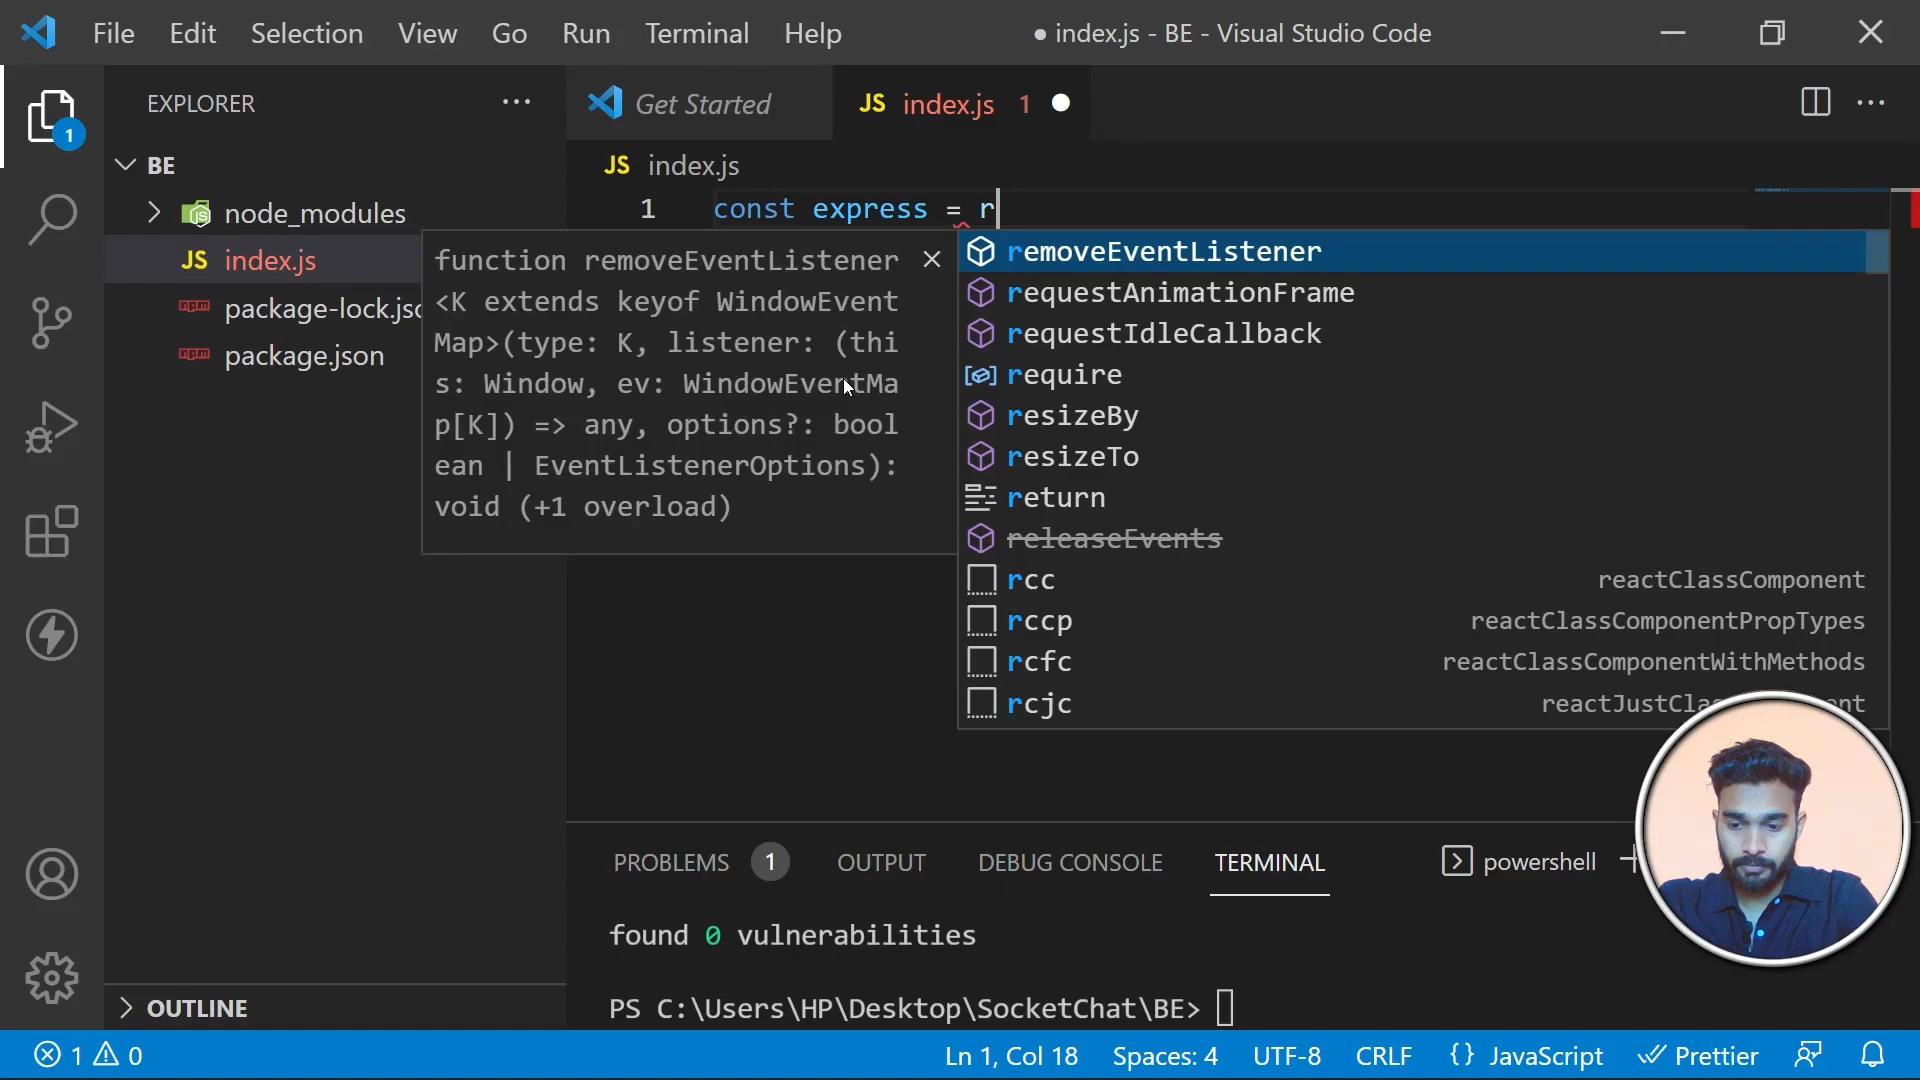 File Edit Selection View Go Run Terminal Help
● index.js - BE - Visual Studio Code
EXPLORER
1
BE
node_modules
JS index.js
package-lock.jsc
package.json
OUTLINE
Get Started
JS index.js 1
JS index.js
1 const express = r
function removeEventListener
<K extends keyof WindowEvent
Map>(type: K, listener: (thi
s: Window, ev: WindowEventMa
p[K]) => any, options?: bool
ean | EventListenerOptions):
void (+1 overload)
removeEventListener
requestAnimationFrame
requestIdleCallback
require
resizeBy
resizeTo
return
releaseEvents
rcc reactClassComponent
rccp reactClassComponentPropTypes
rcfc reactClassComponentWithMethods
rcjc
PROBLEMS 1 OUTPUT DEBUG CONSOLE TERMINAL powershell
found 0 vulnerabilities
PS C:\Users\HP\Desktop\SocketChat\BE>
1 0 Ln 1, Col 18 Spaces: 4 UTF-8 CRLF {} JavaScript Prettier